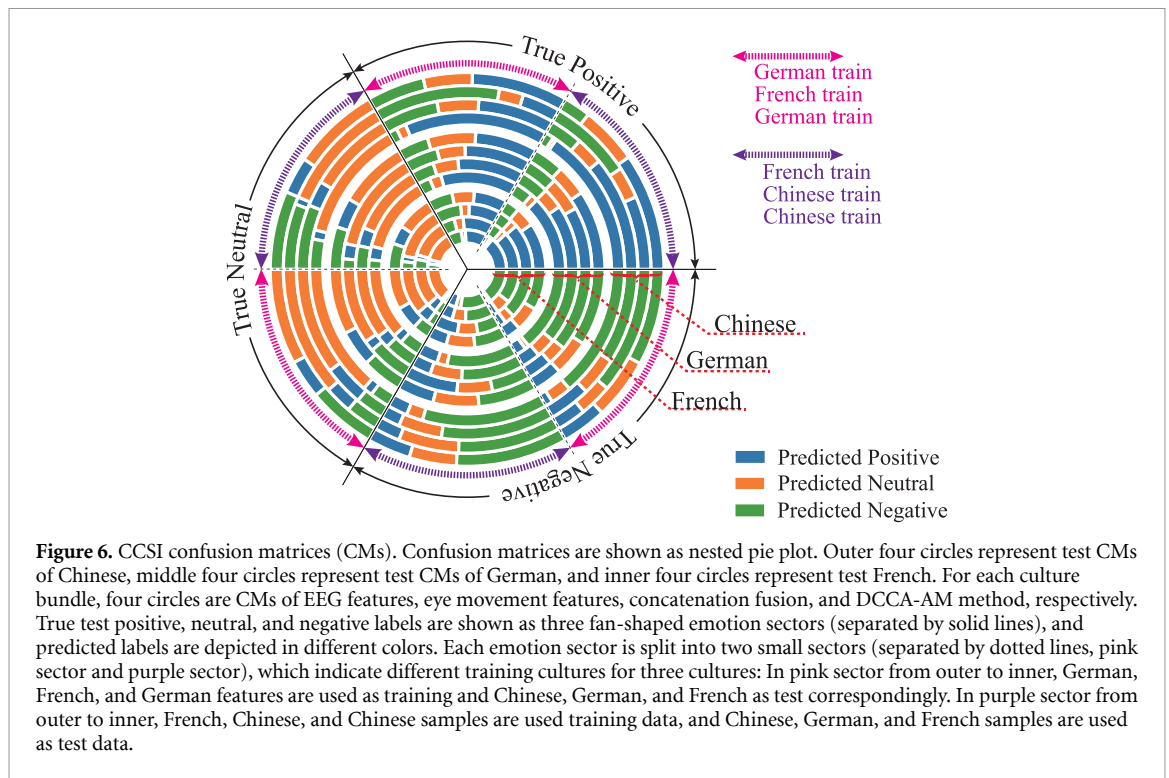 True Positive
True Neutral
True Negative
German train
French train
German train
French train
Chinese train
Chinese train
Chinese
German
French
Predicted Positive
Predicted Neutral
Predicted Negative
Figure 6. CCSI confusion matrices (CMs). Confusion matrices are shown as nested pie plot. Outer four circles represent test CMs
of Chinese, middle four circles represent test CMs of German, and inner four circles represent test French. For each culture
bundle, four circles are CMs of EEG features, eye movement features, concatenation fusion, and DCCA-AM method, respectively.
True test positive, neutral, and negative labels are shown as three fan-shaped emotion sectors (separated by solid lines), and
predicted labels are depicted in different colors. Each emotion sector is split into two small sectors (separated by dotted lines, pink
sector and purple sector), which indicate different training cultures for three cultures: In pink sector from outer to inner, German,
French, and German features are used as training and Chinese, German, and French as test correspondingly. In purple sector from
outer to inner, French, Chinese, and Chinese samples are used training data, and Chinese, German, and French samples are used
as test data.